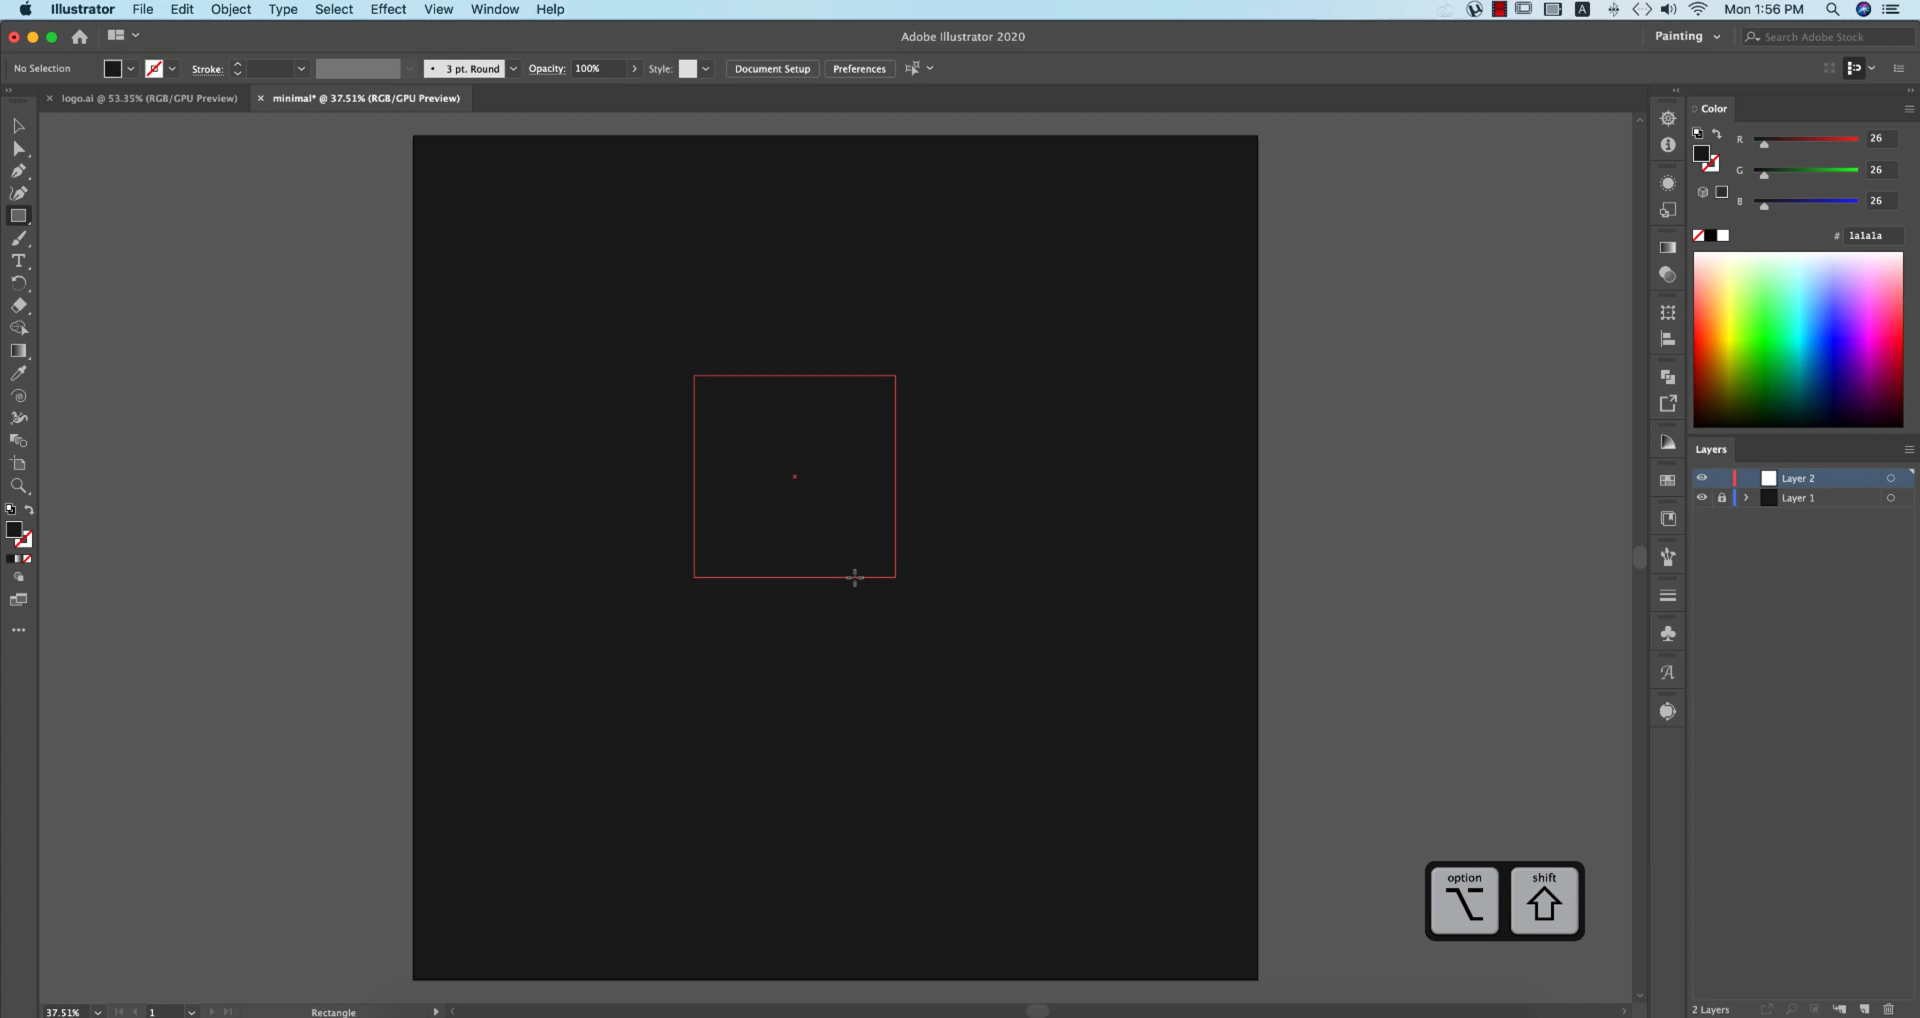 Illustrator File Edit Object Type Select Effect View Window Help
A Mon 1:56 PM
Adobe Illustrator 2020
Painting
Search Adobe Stock
No Selection Stroke: 3 pt. Round Opacity: 100% Style: Document Setup Preferences
logo.ai @ 53.35% (RGB/GPU Preview) minimal* @ 37.51% (RGB/GPU Preview)
Color
R 26
G 26
B 26
# 1a1a1a
Layers
Layer 2
Layer 1
option shift
37.51% 1 Rectangle
2 Layers